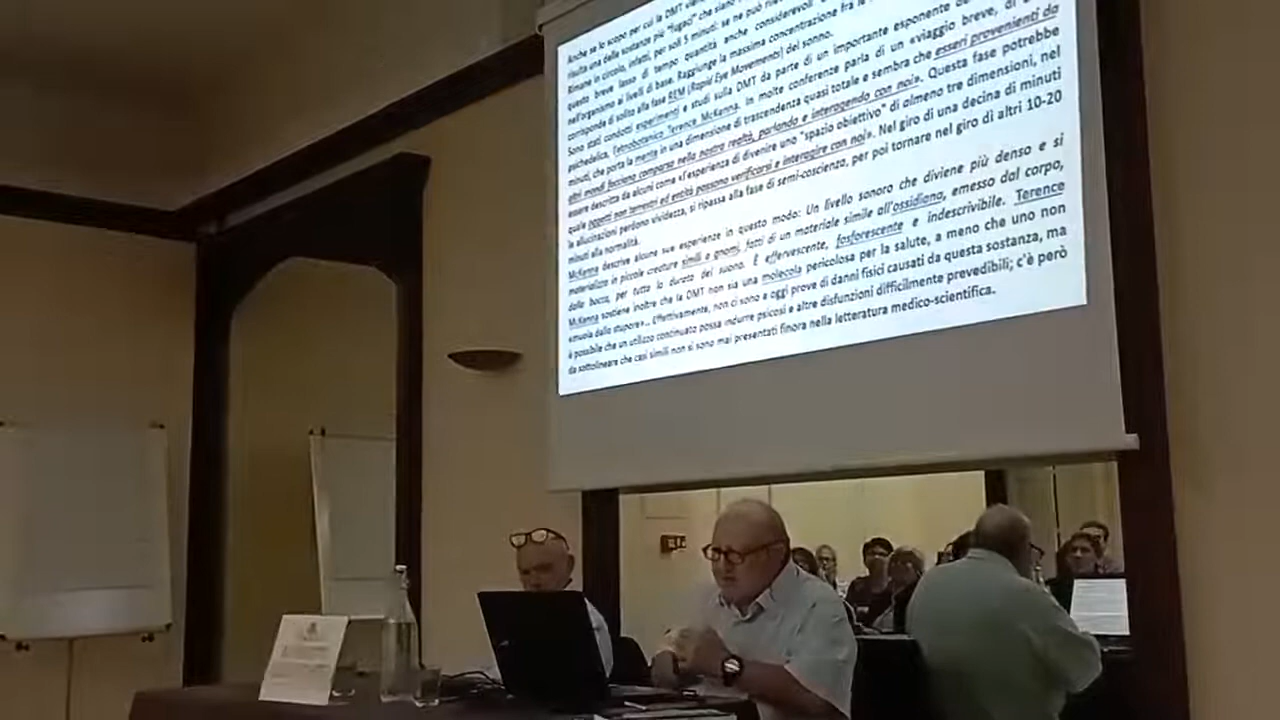 Anche se lo scopo per cui la DMT viene
risulta una delle sostanze più "fugaci" che siano
Rimane in circolo, infatti, per soli 5 minuti: se ne può
questo breve lasso di tempo quantità anche considerevoli
nell'organismo ai livelli di base. Raggiunge la massima concentrazione fra le
corrisponde di solito alla fase REM (Rapid Eye Movements) del sonno.
Sono stati condotti esperimenti e studi sulla DMT da parte di un importante esponente
psichedelica, l'etnobotanico Terence McKenna. In molte conferenze parla di un «viaggio breve, di
minuti, che porta la mente in una dimensione di trascendenza quasi totale e sembra che esseri provenienti da
altri mondi facciano comparsa nella nostra realtà, parlando e interagendo con noi». Questa fase potrebbe
essere descritta da alcuni come «l'esperienza di divenire uno "spazio obiettivo" di almeno tre dimensioni, nel
quale oggetti non terrestri ed entità possono verificarsi e interagire con noi». Nel giro di una decina di minuti
le allucinazioni perdono vividezza, si ripassa alla fase di semi-coscienza, per poi tornare nel giro di altri 10-20
minuti alla normalità.
McKenna descrive alcune sue esperienze in questo modo: Un livello sonoro che diviene più denso e si
materializza in piccole creature simili a gnomi, fatti di un materiale simile all'ossidiana, emesso dal corpo,
dalla bocca, per tutta la durata del suono. È effervescente, fosforescente e indescrivibile. Terence
McKenna sostiene inoltre che la DMT non sia una molecola pericolosa per la salute, a meno che uno non
«muoia dallo stupore»... Effettivamente, non ci sono a oggi prove di danni fisici causati da questa sostanza, ma
è possibile che un utilizzo continuato possa indurre psicosi e altre disfunzioni difficilmente prevedibili; c'è però
da sottolineare che casi simili non si sono mai presentati finora nella letteratura medico-scientifica.